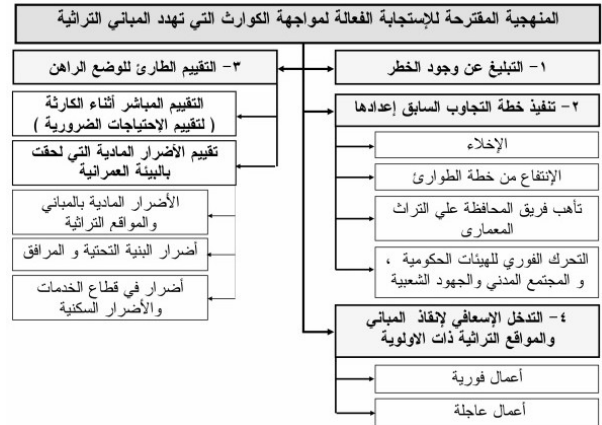 المنهجية المقترحة للإستجابة الفعالة لمواجهة الكوارث التي تهدد المباني التراثية
١- التبليغ عن وجود الخطر
٢- تنفيذ خطة التجاوب السابق إعدادها
الإخلاء
الإنتفاع من خطة الطوارئ
تأهب فريق المحافظة علي التراث
المعمارى
التحرك الفوري للهيئات الحكومية ،
و المجتمع المدني والجهود الشعبية
٣- التقييم الطارئ للوضع الراهن
التقييم المباشر أثناء الكارثة
( لتقييم الإحتياجات الضرورية )
تقييم الأضرار المادية التي لحقت
بالبيئة العمرانية
الأضرار المادية بالمباني
والمواقع التراثية
أضرار البنية التحتية و المرافق
أضرار في قطاع الخدمات
والأضرار السكنية
٤- التدخل الإسعافي لإنقاذ المباني
والمواقع التراثية ذات الاولوية
أعمال فورية
أعمال عاجلة